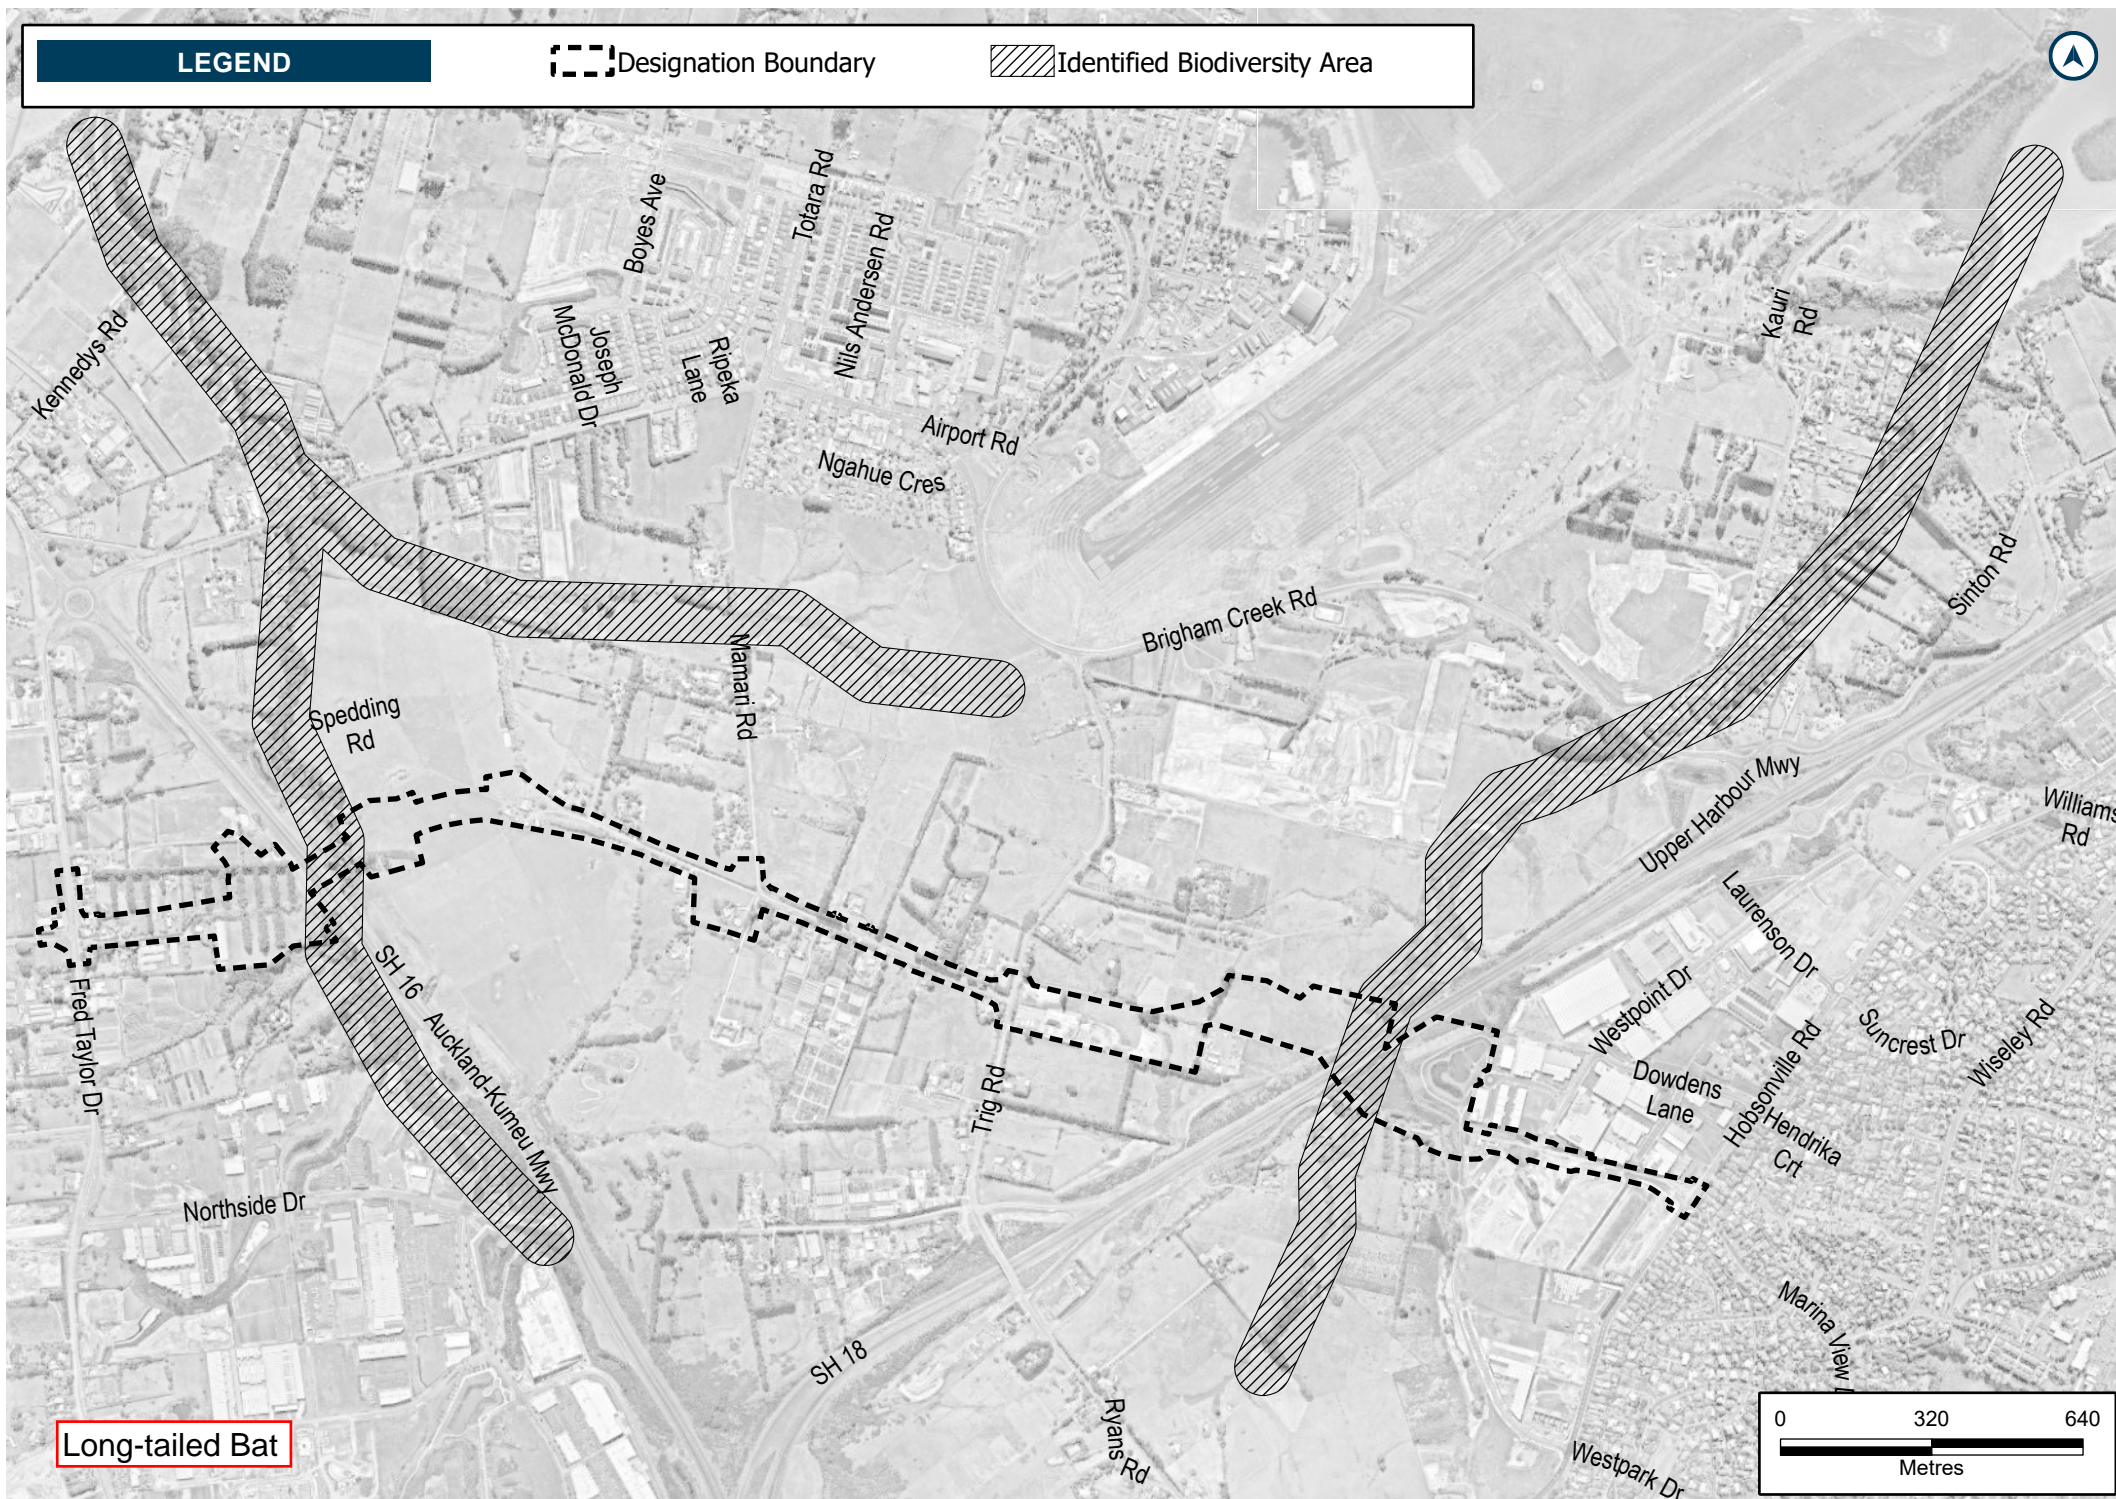 LEGEND
Designation Boundary
Identified Biodiversity Area
Boyes Ave
Totara Rd
Nils Andersen Rd
Kennedys Rd
Joseph
McDonald Dr
Ripeka
Lane
Kauri
Rd
Airport Rd
Ngahue Cres
Sinton Rd
Brigham Creek Rd
Mamari Rd
Spedding
Rd
Upper Harbour Mwy
Williams
Rd
Laurenson Dr
SH 16
Auckland-Kumeu Mwy
Fred Taylor Dr
Westpoint Dr
Suncrest Dr
Wiseley Rd
Dowdens
Lane
Hobsonville Rd
Hendrika
Crt
Trig Rd
Northside Dr
Marina View
SH 18
Ryans Rd
Westpark Dr
Long-tailed Bat
0 320 640
Metres